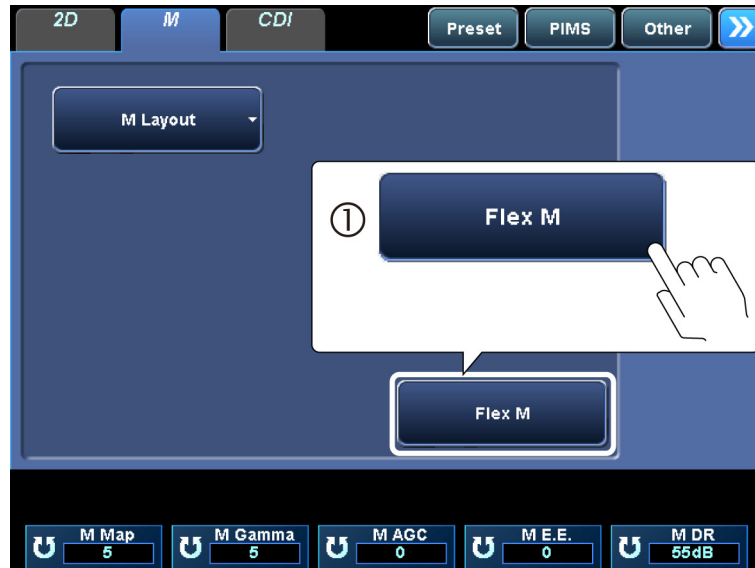 2D M CDI Preset PIMS Other
M Layout
① Flex M
Flex M
M Map M Gamma M AGC M E.E. M DR
5 5 0 0 55dB